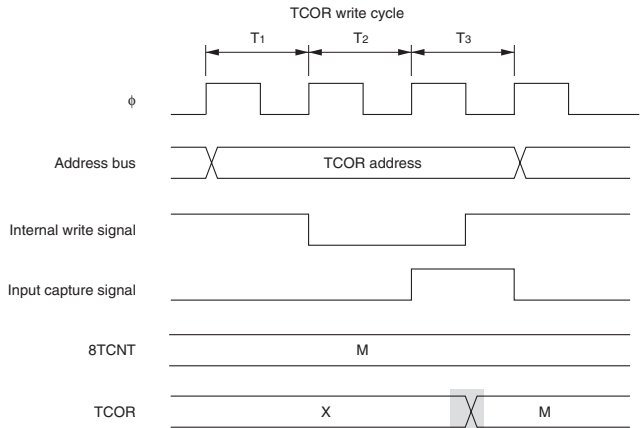 TCOR write cycle
T1 T2 T3
φ
Address bus TCOR address
Internal write signal
Input capture signal
8TCNT M
TCOR X M